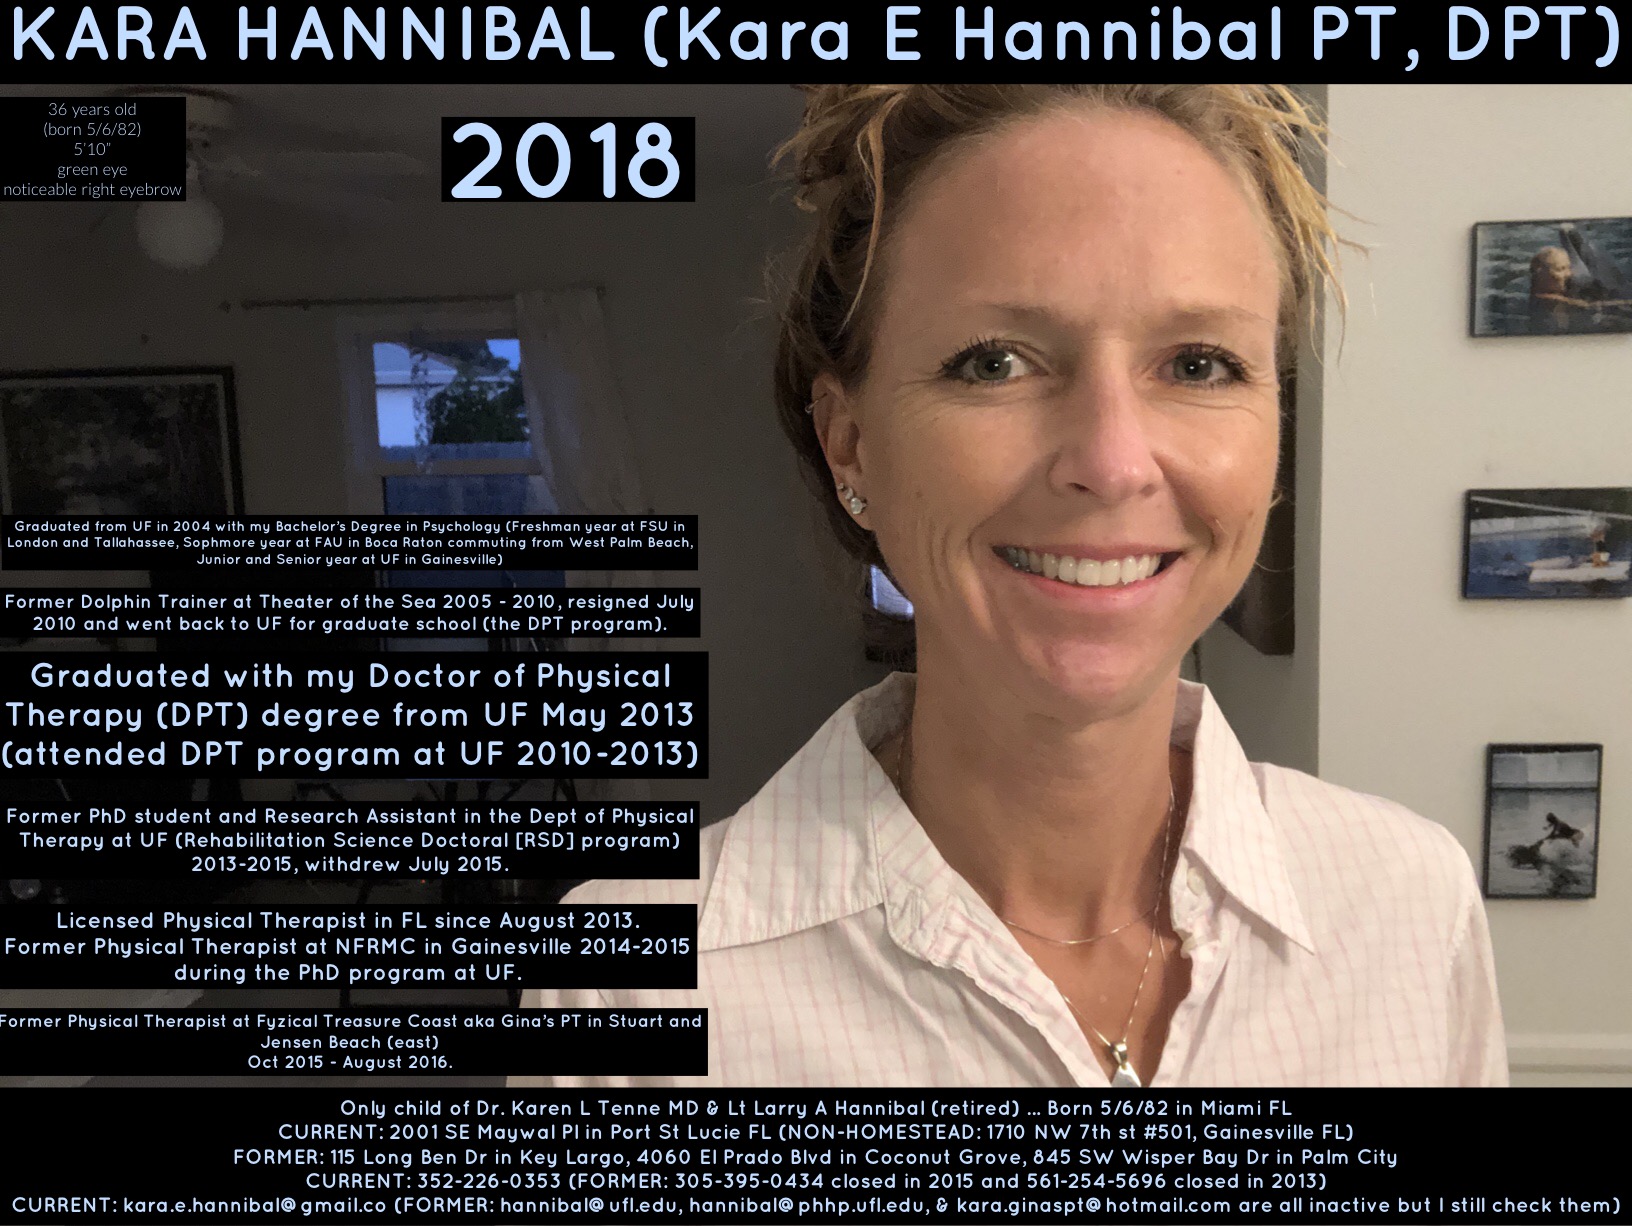 KARA HANNIBAL (Kara E Hannibal PT, DPT)
36 years old
(born 5/6/82)
5'10"
green eye
noticeable right eyebrow
2018
Graduated from UF in 2004 with my Bachelor's Degree in Psychology (Freshman year at FSU in
London and Tallahassee, Sophmore year at FAU in Boca Raton commuting from West Palm Beach,
Junior and Senior year at UF in Gainesville)
Former Dolphin Trainer at Theater of the Sea 2005 - 2010, resigned July
2010 and went back to UF for graduate school (the DPT program).
Graduated with my Doctor of Physical
Therapy (DPT) degree from UF May 2013
(attended DPT program at UF 2010-2013)
Former PhD student and Research Assistant in the Dept of Physical
Therapy at UF (Rehabilitation Science Doctoral [RSD] program)
2013-2015, withdrew July 2015.
Licensed Physical Therapist in FL since August 2013.
Former Physical Therapist at NFRMC in Gainesville 2014-2015
during the PhD program at UF.
Former Physical Therapist at Fyzical Treasure Coast aka Gina's PT in Stuart and
Jensen Beach (east)
Oct 2015 - August 2016.
Only child of Dr. Karen L Tenne MD & Lt Larry A Hannibal (retired) ... Born 5/6/82 in Miami FL
CURRENT: 2001 SE Maywal Pl in Port St Lucie FL (NON-HOMESTEAD: 1710 NW 7th st #501, Gainesville FL)
FORMER: 115 Long Ben Dr in Key Largo, 4060 El Prado Blvd in Coconut Grove, 845 SW Wisper Bay Dr in Palm City
CURRENT: 352-226-0353 (FORMER: 305-395-0434 closed in 2015 and 561-254-5696 closed in 2013)
CURRENT: kara.e.hannibal@gmail.co (FORMER: hannibal@ufl.edu, hannibal@phhp.ufl.edu, & kara.ginaspt@hotmail.com are all inactive but I still check them)